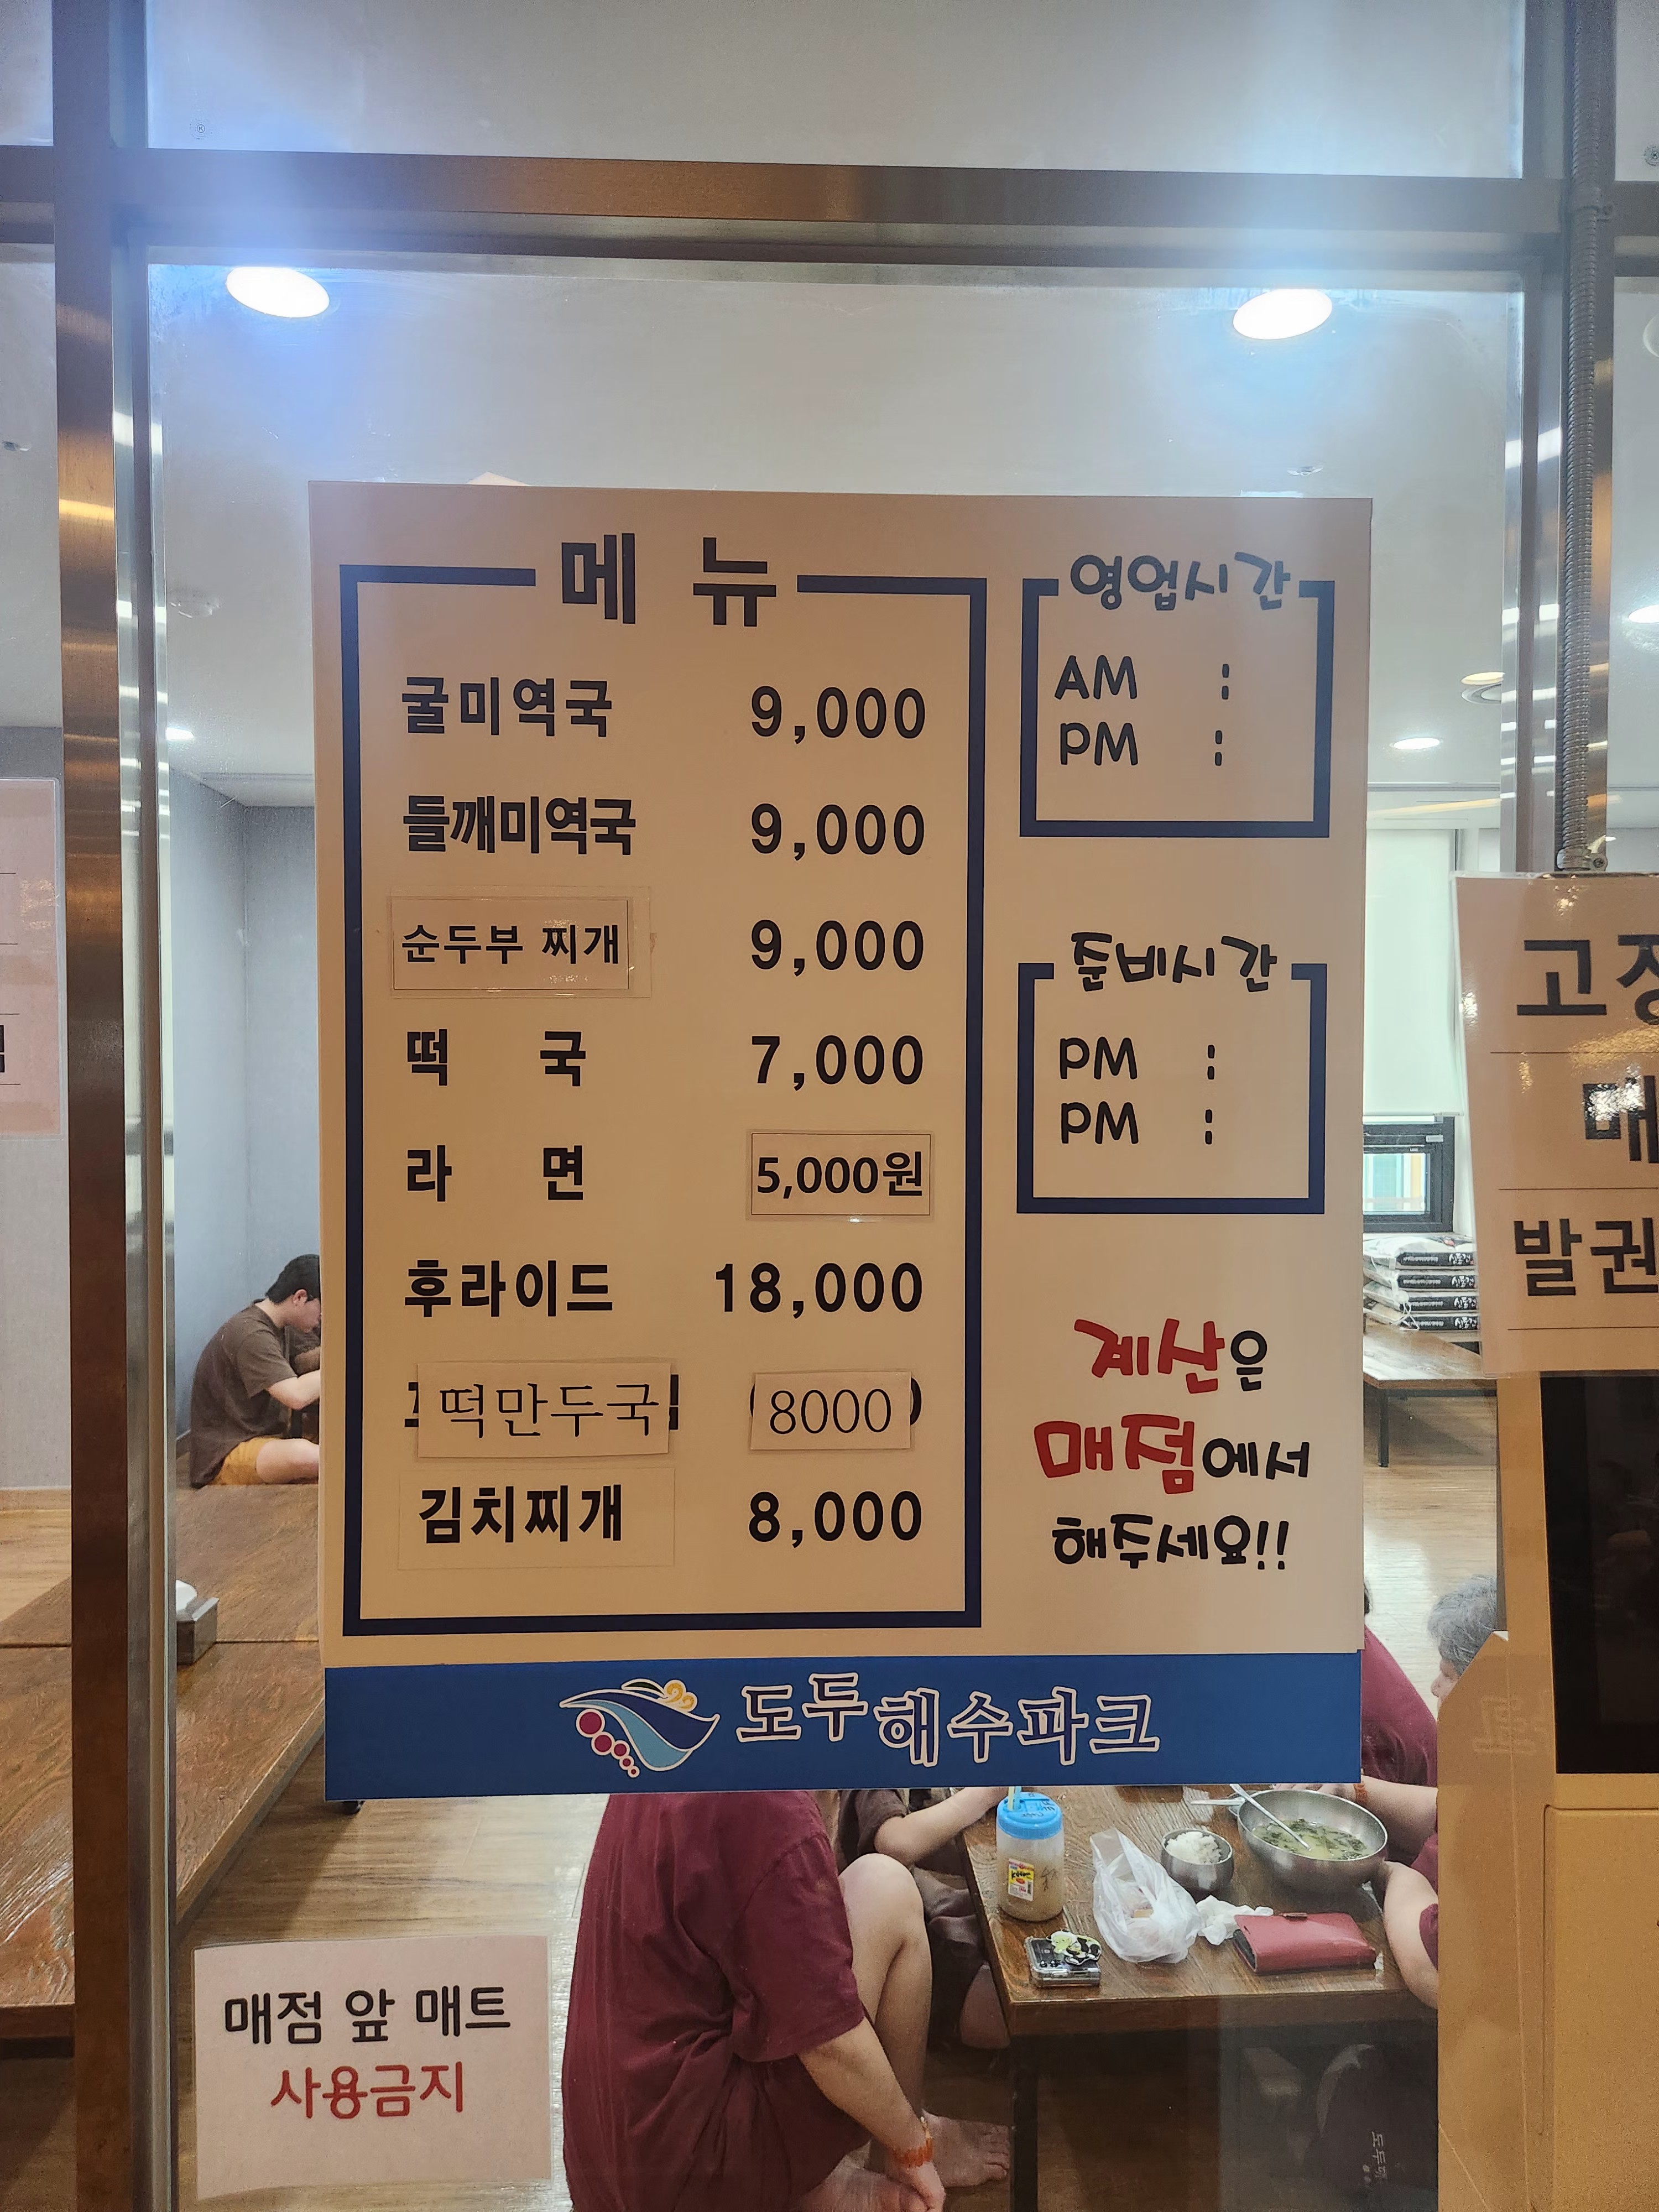 메 뉴
굴미역국 9,000
들깨미역국 9,000
순두부 찌개 9,000
떡 국 7,000
라 면 5,000원
후라이드 18,000
떡만두국 8000
김치찌개 8,000
영업시간
AM :
PM :
준비시간
PM :
PM :
계산은
매점에서
해주세요!!
도두해수파크
매점 앞 매트
사용금지
고장
매
발권